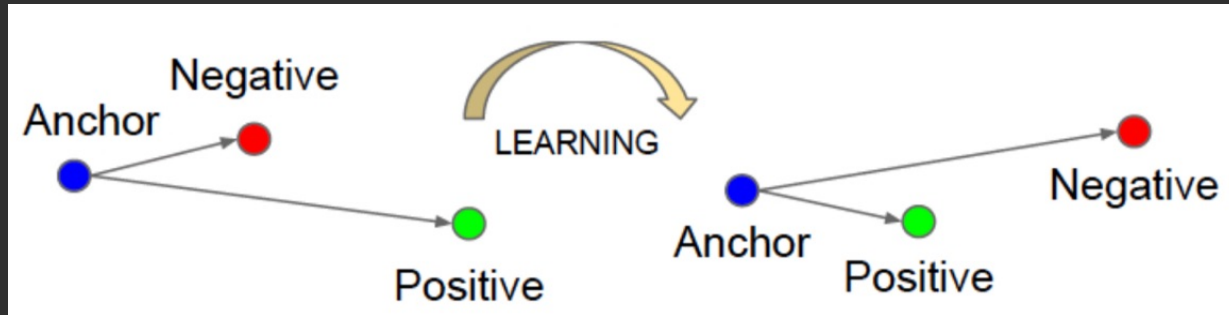 Negative
Anchor
Positive
LEARNING
Anchor
Positive
Negative